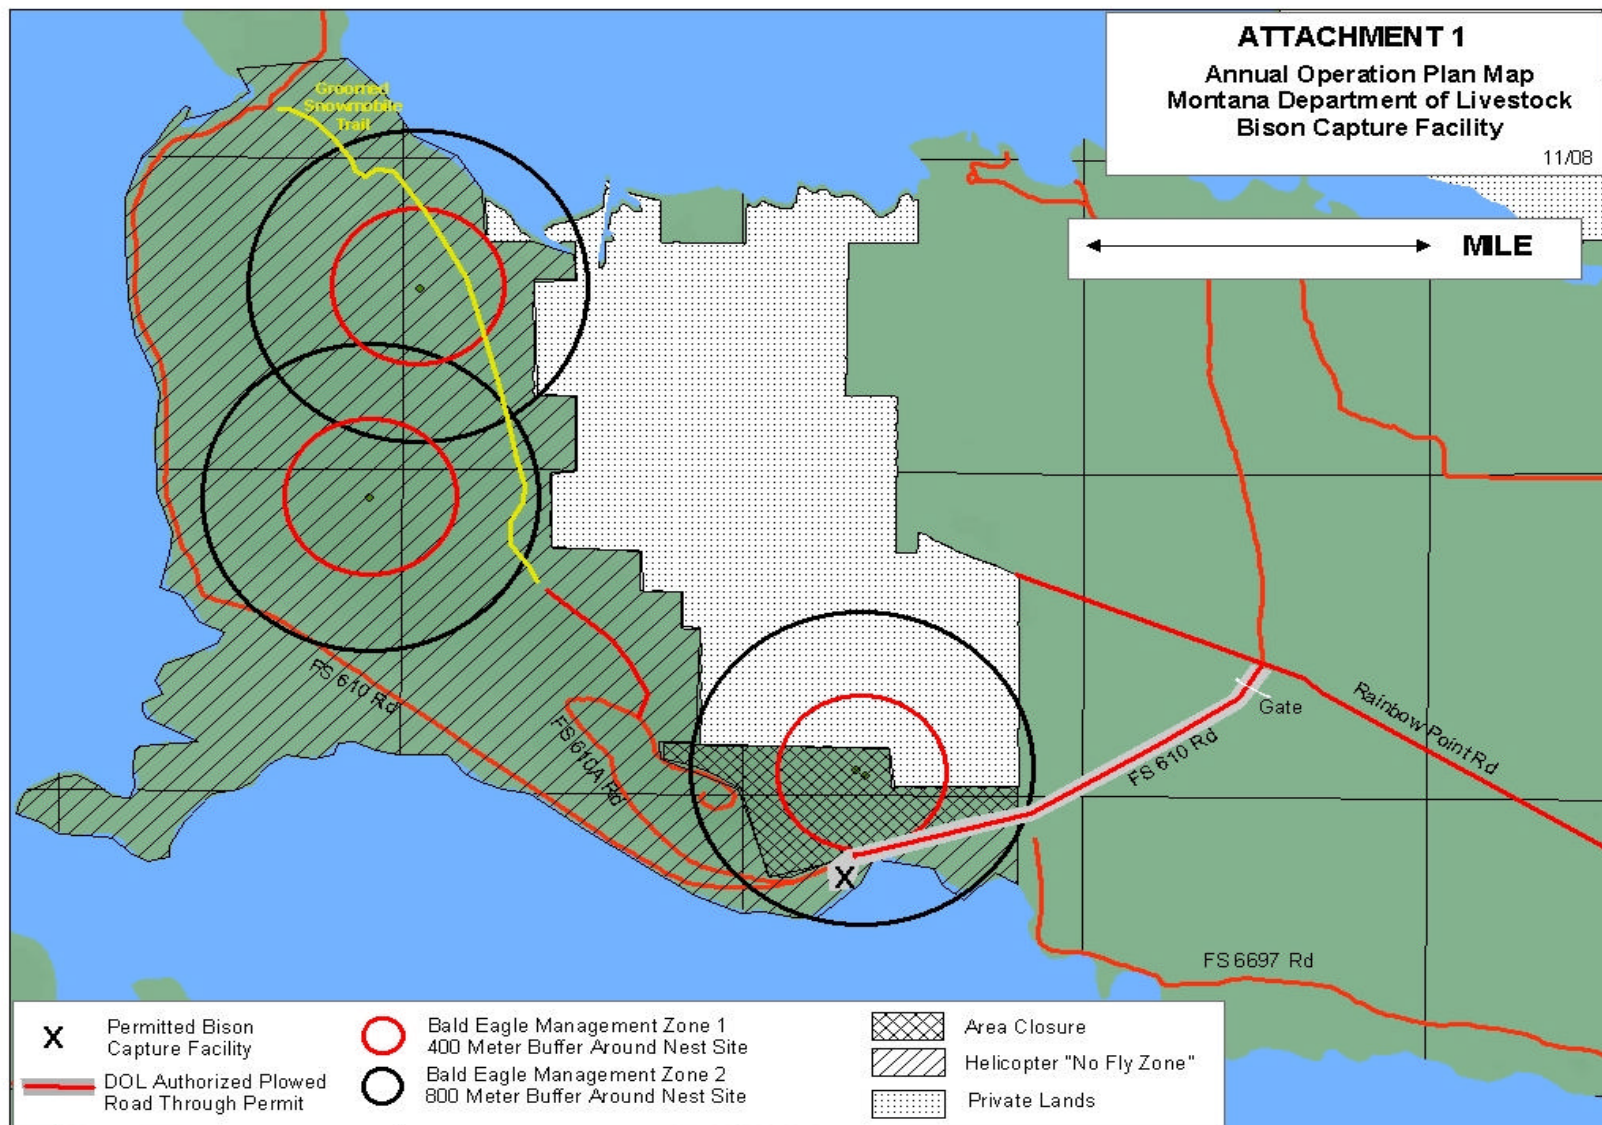 ATTACHMENT 1
Annual Operation Plan Map
Montana Department of Livestock
Bison Capture Facility
11/08
Groomed
Snowmobile
Trail
MILE
FS 610 Rd
FS 610A Rd
Gate
FS 610 Rd
Rainbow Point Rd
X
FS 6697 Rd
X
Permitted Bison
Capture Facility
DOL Authorized Plowed
Road Through Permit
Bald Eagle Management Zone 1
400 Meter Buffer Around Nest Site
Bald Eagle Management Zone 2
800 Meter Buffer Around Nest Site
Area Closure
Helicopter "No Fly Zone"
Private Lands